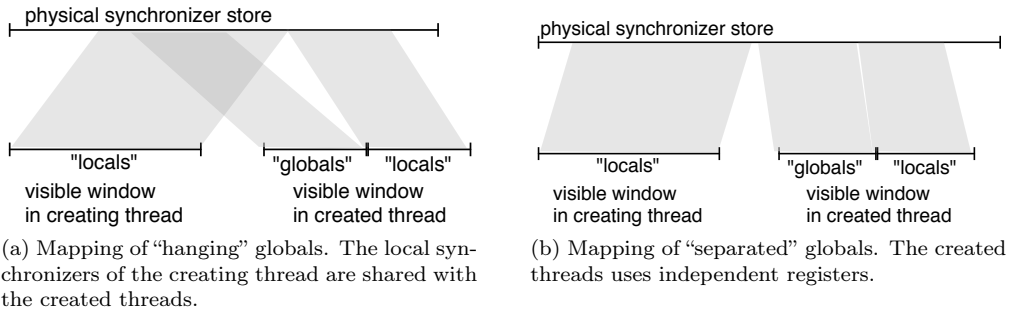 physical synchronizer store
"locals"
"globals"
"locals"
visible window
in creating thread
visible window
in created thread
(a) Mapping of “hanging” globals. The local syn-
chronizers of the creating thread are shared with
the created threads.
physical synchronizer store
"locals"
"globals"
"locals"
visible window
in creating thread
visible window
in created thread
(b) Mapping of “separated” globals. The created
threads uses independent registers.